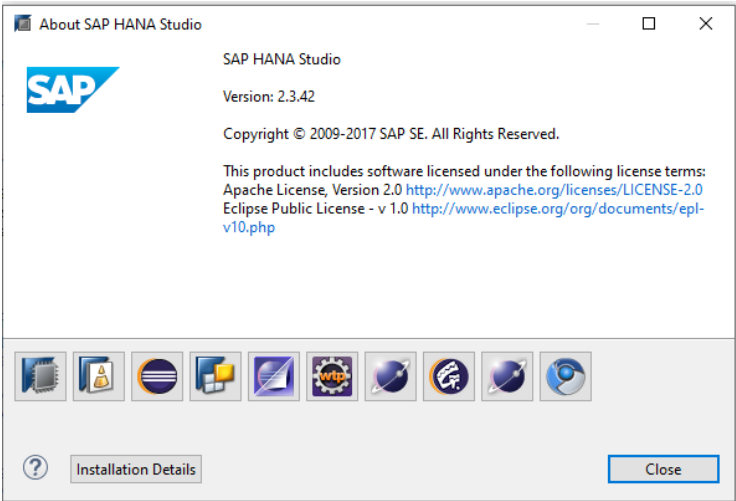 About SAP HANA Studio
SAP
SAP HANA Studio
Version: 2.3.42
Copyright © 2009-2017 SAP SE. All Rights Reserved.
This product includes software licensed under the following license terms:
Apache License, Version 2.0 http://www.apache.org/licenses/LICENSE-2.0
Eclipse Public License - v 1.0 http://www.eclipse.org/org/documents/epl-
v10.php
wtp
?
Installation Details
Close